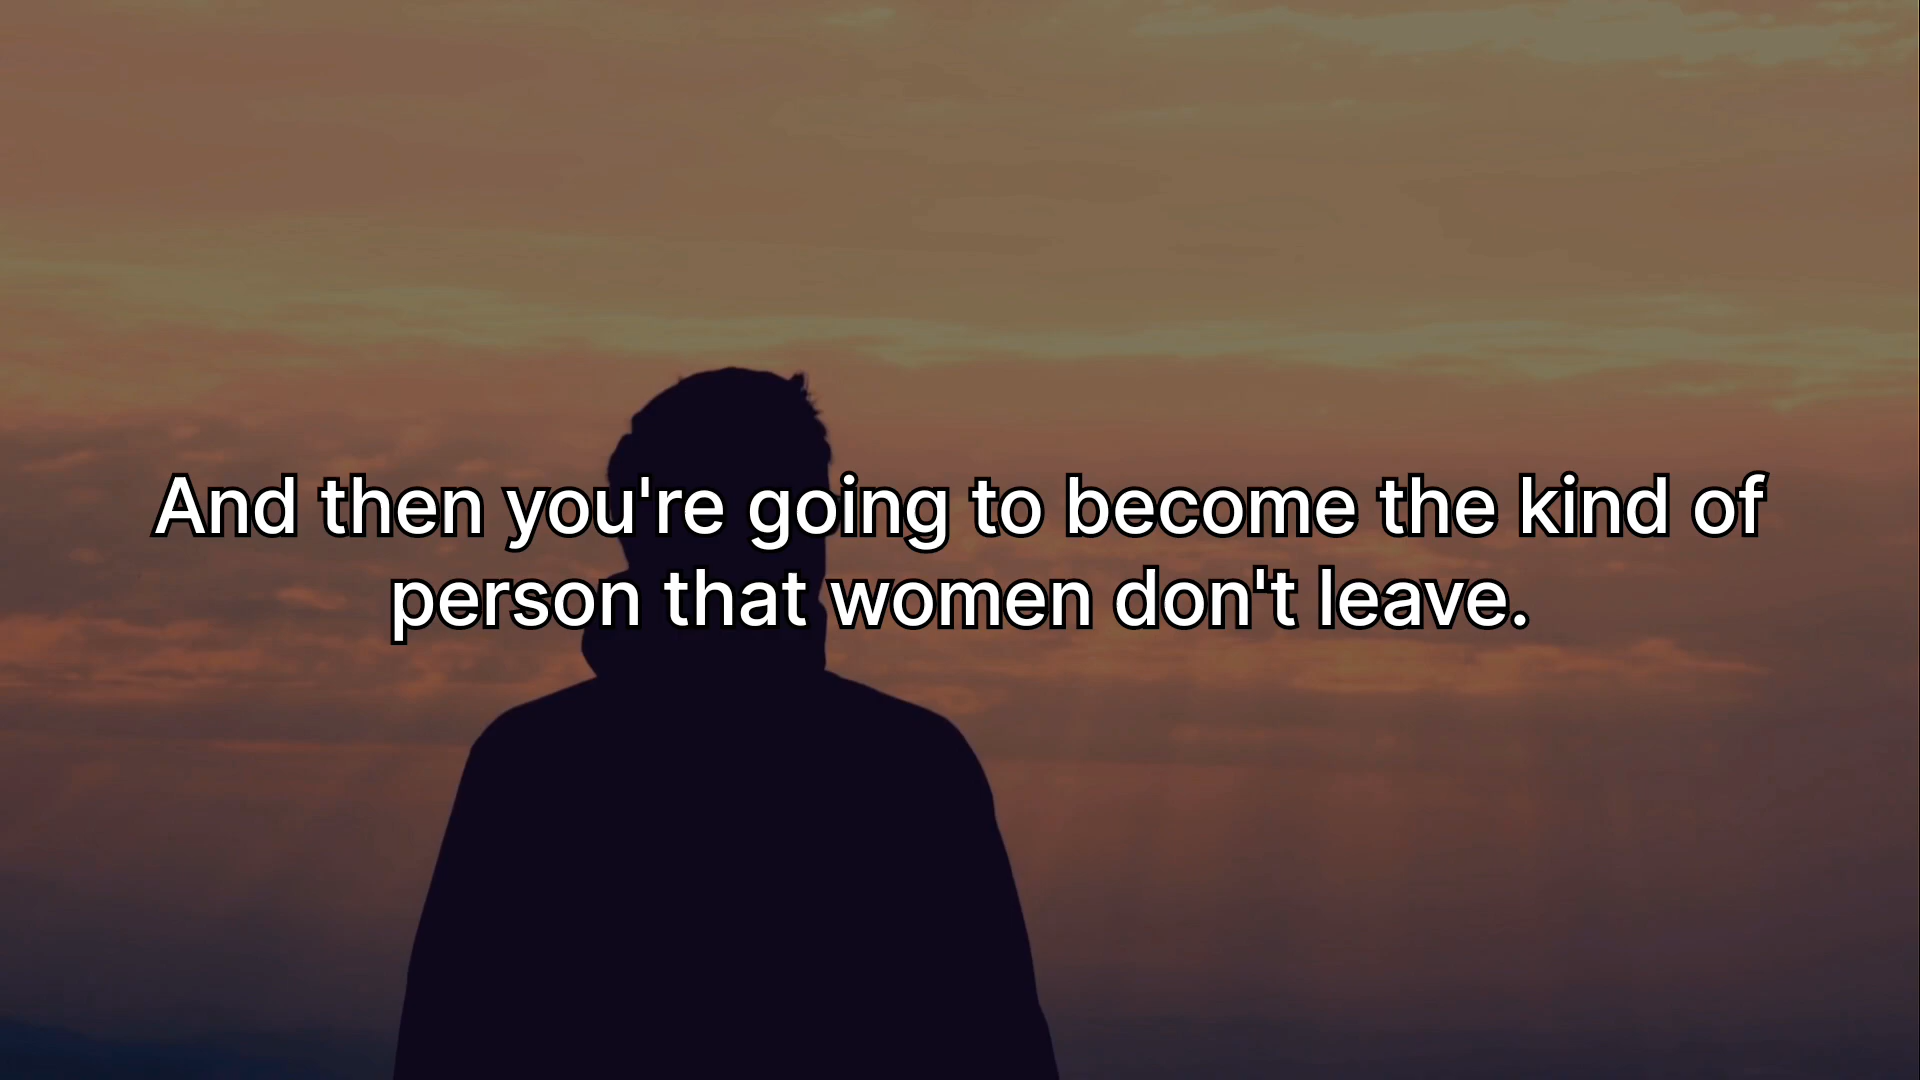 And then you're going to become the kind of
person that women don't leave.